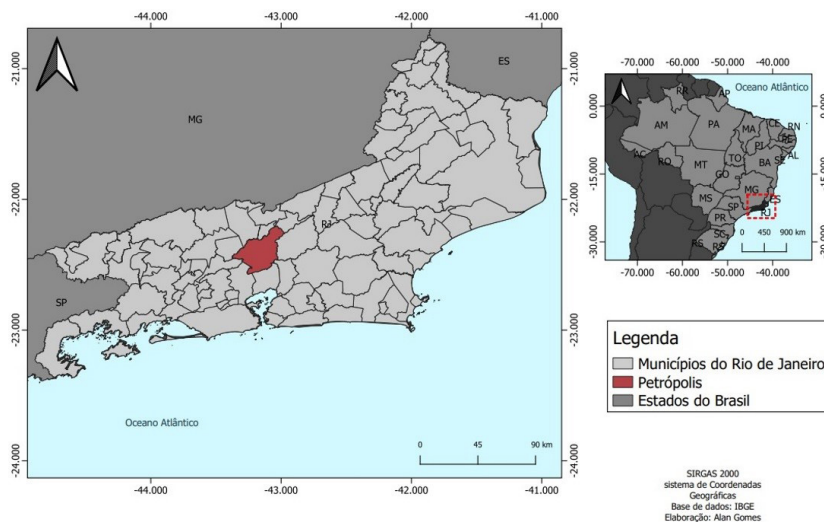 -44.000 -43.000 -42.000 -41.000
-21.000 -21.000
ES
MG
-22.000 -22.000
RJ
SP
-23.000 -23.000
Oceano Atlântico
0 45 90 km
-24.000 -24.000
-44.000 -43.000 -42.000 -41.000
-70.000 -60.000 -50.000 -40.000
Oceano Atlântico
RR AP
0.000 0.000
AM PA MA CE RN
PI PE
AC RO TO SE AL
MT BA
-15.000 -15.000
GO
MG
MS ES
SP
RJ
PR
SC 0 450 900 km
-30.000 -30.000
RS RS
-70.000 -60.000 -50.000 -40.000
Legenda
Municípios do Rio de Janeiro
Petrópolis
Estados do Brasil
SIRGAS 2000
sistema de Coordenadas
Geográficas
Base de dados: IBGE
Elaboração: Alan Gomes